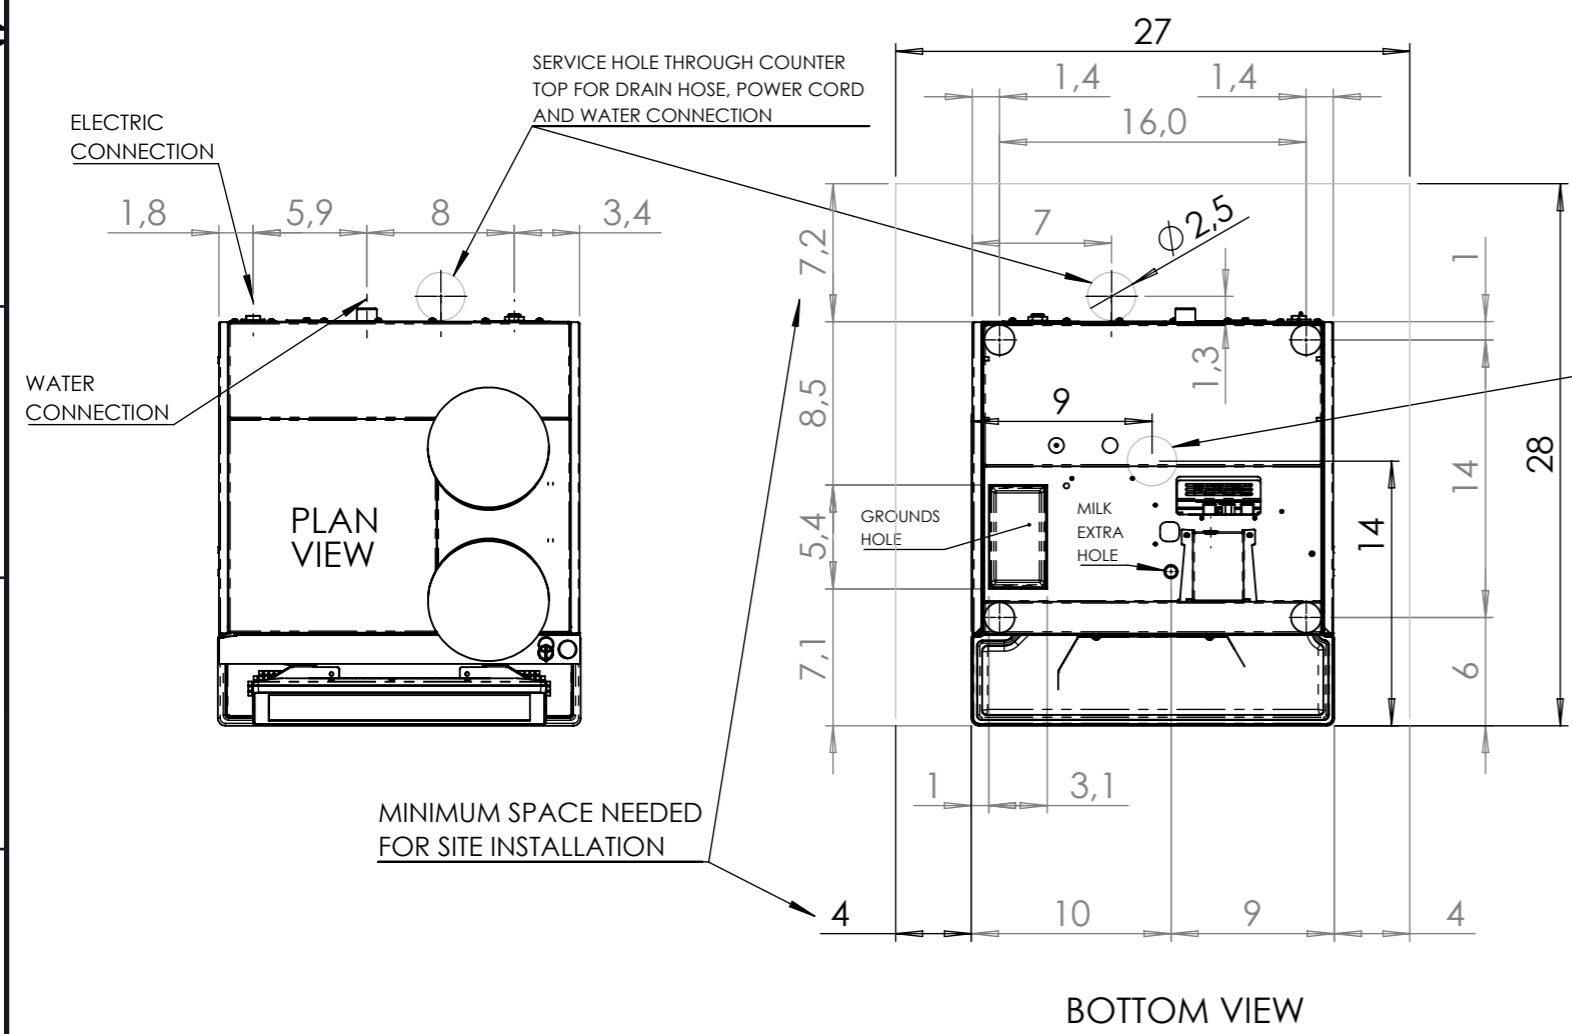 27
SERVICE HOLE THROUGH COUNTER
TOP FOR DRAIN HOSE, POWER CORD
AND WATER CONNECTION
1,4
1,4
16,0
ELECTRIC
CONNECTION
1,8
5,9
8
3,4
7
Ø 2,5
7,2
1
1,3
WATER
CONNECTION
8,5
9
14
28
PLAN
VIEW
GROUNDS
HOLE
MILK
EXTRA
HOLE
5,4
14
7,1
6
1
3,1
MINIMUM SPACE NEEDED
FOR SITE INSTALLATION
4
10
9
4
BOTTOM VIEW